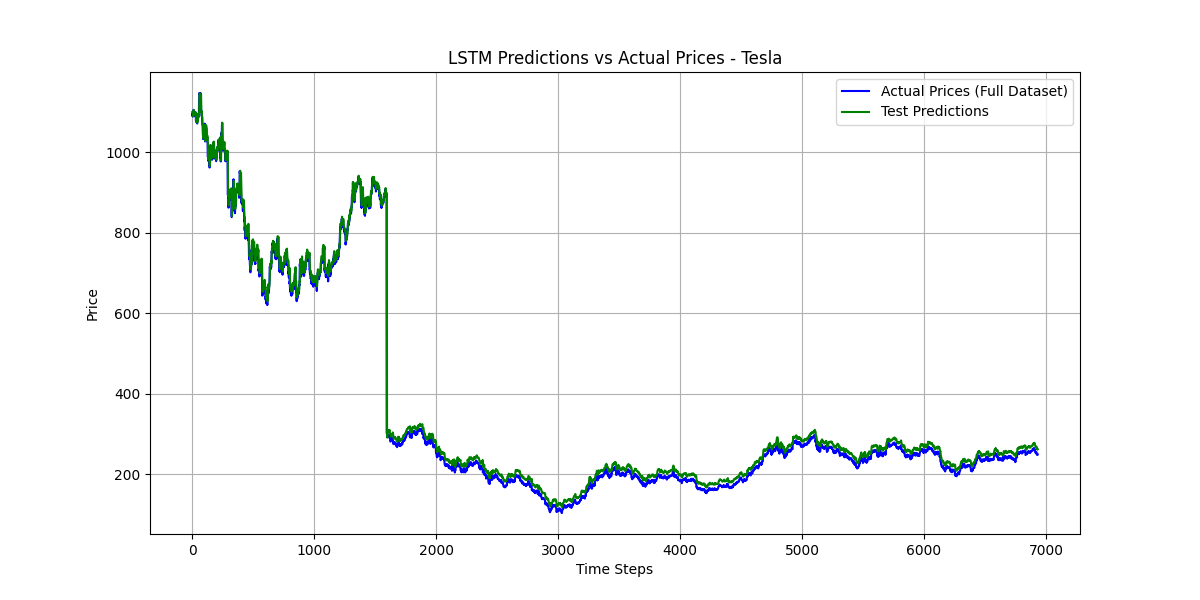 LSTM Predictions vs Actual Prices - Tesla
Actual Prices (Full Dataset)
Test Predictions
Price
1000
800
600
400
200
0
1000
2000
3000
4000
5000
6000
7000
Time Steps